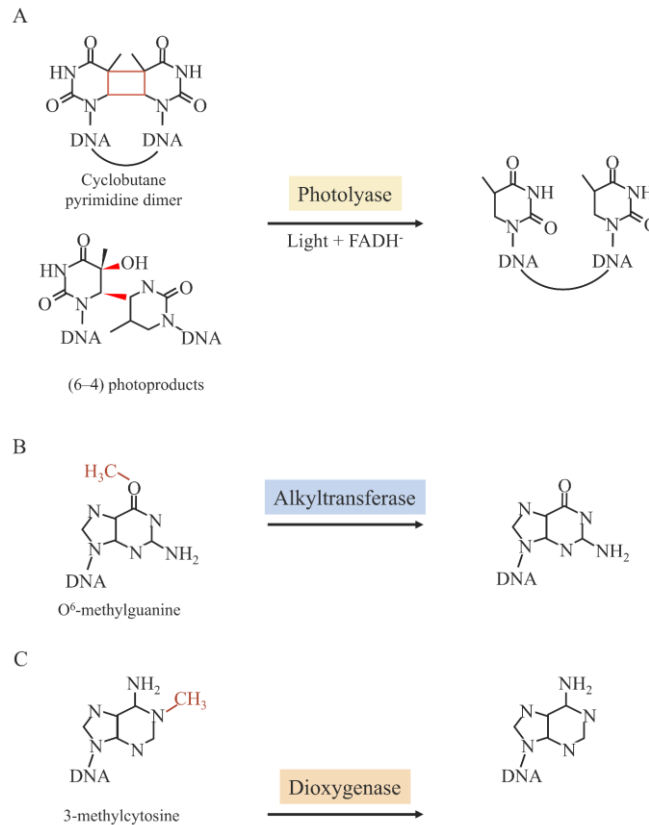 A
O
O
HN
NH
O
N
N
O
DNA
DNA
Cyclobutane
pyrimidine dimer
Photolyase
Light + FADH-
O
NH
N
O
DNA
O
NH
N
O
DNA
O
OH
HN
O
N
N
O
N
DNA
DNA
(6–4) photoproducts
B
H₃C
O
N
N
N
N
NH₂
DNA
O⁶-methylguanine
Alkyltransferase
O
N
N
N
N
NH₂
DNA
C
NH₂
CH₃
N
N
N
N
DNA
3-methylcytosine
Dioxygenase
NH₂
N
N
N
N
DNA